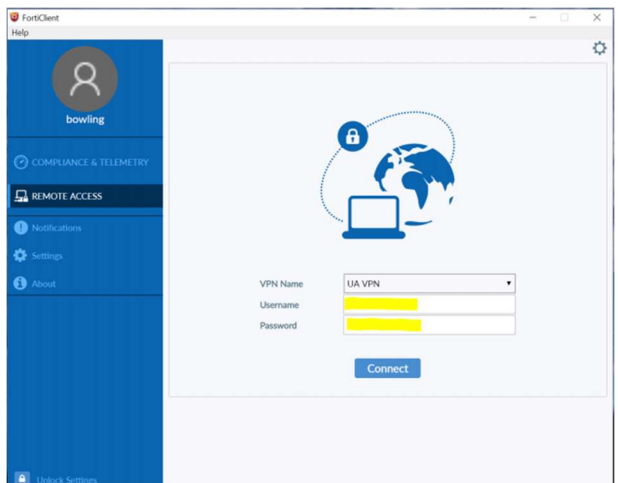 FortiClient
Help
bowling
COMPLIANCE & TELEMETRY
REMOTE ACCESS
Notifications
Settings
About
VPN Name
UA VPN
Username
Password
Connect
Unlock Settings